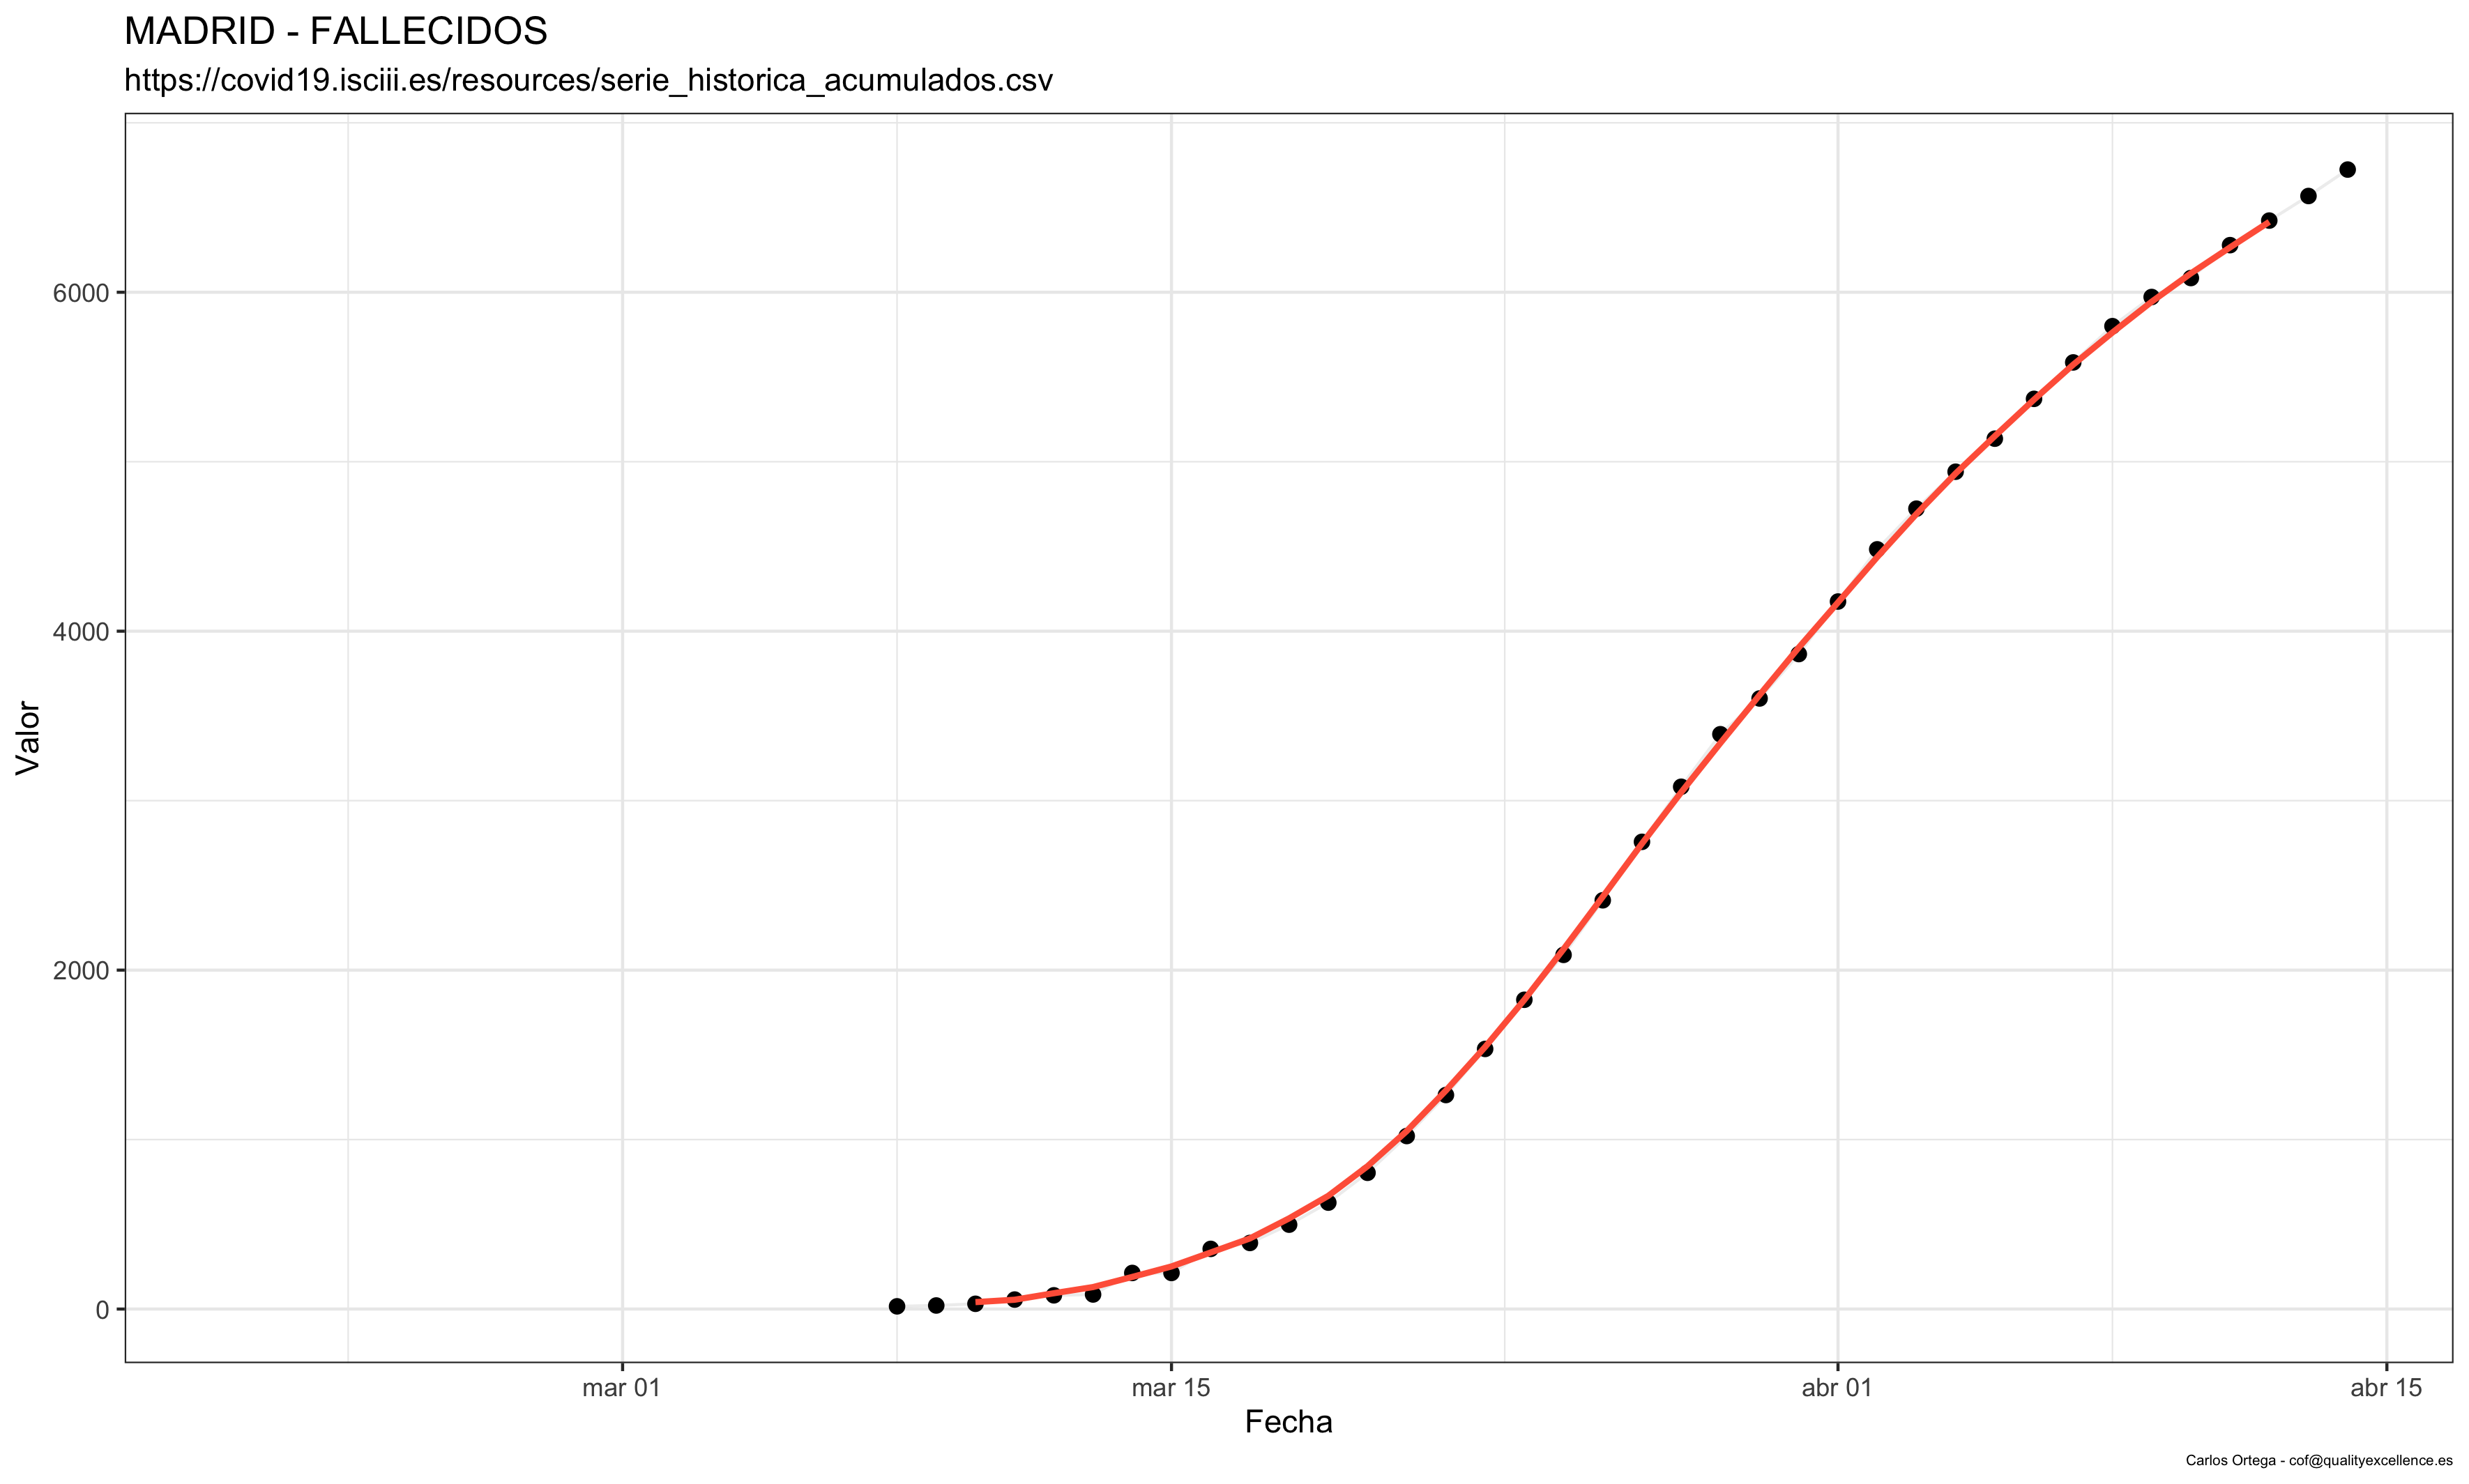 MADRID - FALLECIDOS
https://covid19.isciii.es/resources/serie_historica_acumulados.csv
Valor
6000
4000
2000
0
mar 01
mar 15
abr 01
abr 15
Fecha
Carlos Ortega - cof@qualityexcellence.es